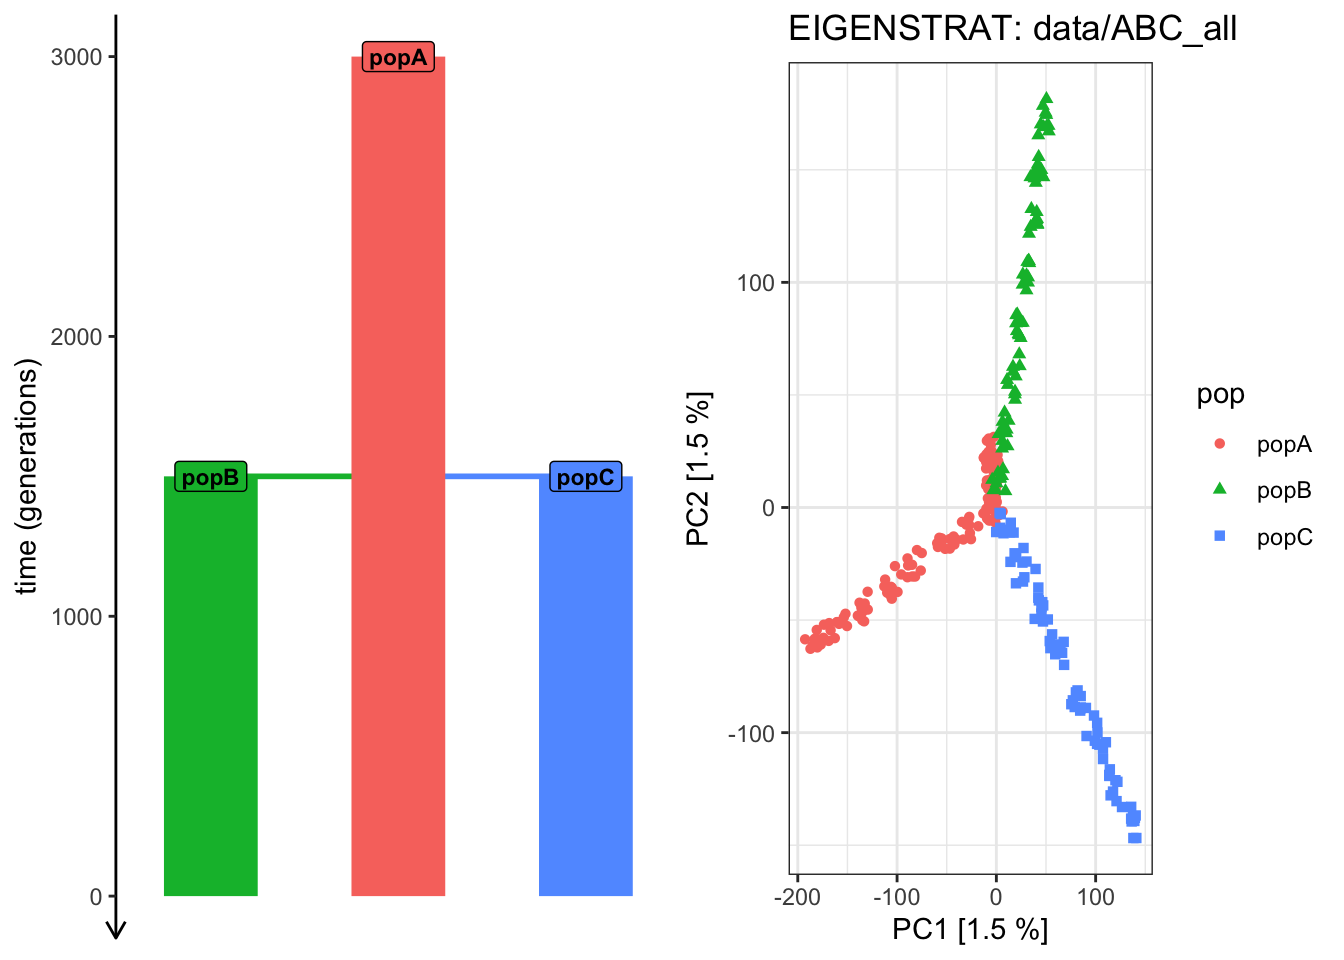 time (generations)
3000
2000
1000
0
popA
popB
popC
EIGENSTRAT: data/ABC_all
PC2 [1.5 %]
100
0
-100
-200
-100
0
100
PC1 [1.5 %]
pop
popA
popB
popC